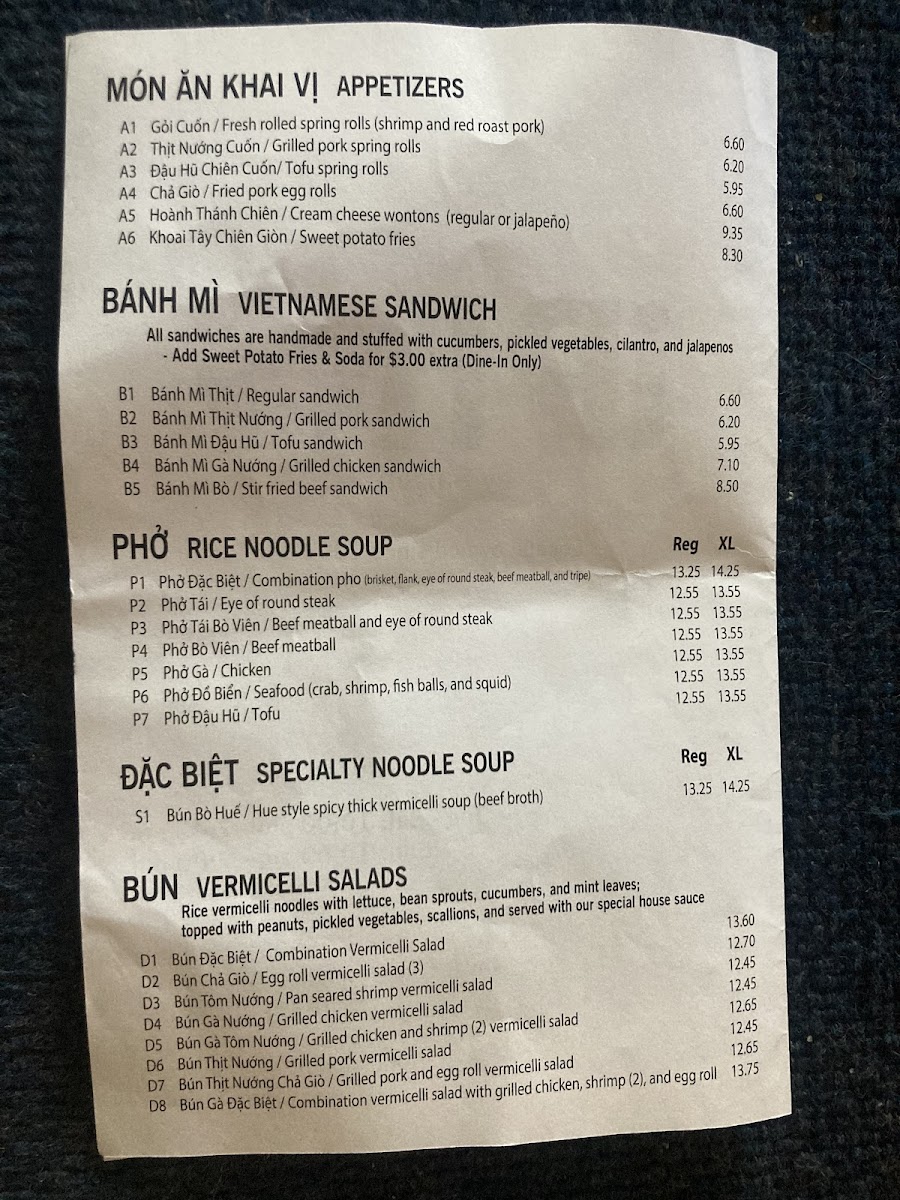 MÓN ĂN KHAI VỊ APPETIZERS
A1 Gỏi Cuốn / Fresh rolled spring rolls (shrimp and red roast pork) 6.60
A2 Thịt Nướng Cuốn / Grilled pork spring rolls 6.20
A3 Đậu Hũ Chiên Cuốn/ Tofu spring rolls 5.95
A4 Chả Giò / Fried pork egg rolls 6.60
A5 Hoành Thánh Chiên / Cream cheese wontons (regular or jalapeño) 9.35
A6 Khoai Tây Chiên Giòn / Sweet potato fries 8.30
BÁNH MÌ VIETNAMESE SANDWICH
All sandwiches are handmade and stuffed with cucumbers, pickled vegetables, cilantro, and jalapenos
- Add Sweet Potato Fries & Soda for $3.00 extra (Dine-In Only)
B1 Bánh Mì Thịt / Regular sandwich 6.60
B2 Bánh Mì Thịt Nướng / Grilled pork sandwich 6.20
B3 Bánh Mì Đậu Hũ / Tofu sandwich 5.95
B4 Bánh Mì Gà Nướng / Grilled chicken sandwich 7.10
B5 Bánh Mì Bò / Stir fried beef sandwich 8.50
PHỞ RICE NOODLE SOUP Reg XL
P1 Phở Đặc Biệt / Combination pho (brisket, flank, eye of round steak, beef meatball, and tripe) 13.25 14.25
P2 Phở Tái / Eye of round steak 12.55 13.55
P3 Phở Tái Bò Viên / Beef meatball and eye of round steak 12.55 13.55
P4 Phở Bò Viên / Beef meatball 12.55 13.55
P5 Phở Gà / Chicken 12.55 13.55
P6 Phở Đồ Biển / Seafood (crab, shrimp, fish balls, and squid) 12.55 13.55
P7 Phở Đậu Hũ / Tofu 12.55 13.55
ĐẶC BIỆT SPECIALTY NOODLE SOUP Reg XL
S1 Bún Bò Huế / Hue style spicy thick vermicelli soup (beef broth) 13.25 14.25
BÚN VERMICELLI SALADS
Rice vermicelli noodles with lettuce, bean sprouts, cucumbers, and mint leaves;
topped with peanuts, pickled vegetables, scallions, and served with our special house sauce
D1 Bún Đặc Biệt / Combination Vermicelli Salad 13.60
D2 Bún Chả Giò / Egg roll vermicelli salad (3) 12.70
D3 Bún Tôm Nướng / Pan seared shrimp vermicelli salad 12.45
D4 Bún Gà Nướng / Grilled chicken vermicelli salad 12.45
D5 Bún Gà Tôm Nướng / Grilled chicken and shrimp (2) vermicelli salad 12.65
D6 Bún Thịt Nướng / Grilled pork vermicelli salad 12.45
D7 Bún Thịt Nướng Chả Giò / Grilled pork and egg roll vermicelli salad 12.65
D8 Bún Gà Đặc Biệt / Combination vermicelli salad with grilled chicken, shrimp (2), and egg roll 13.75